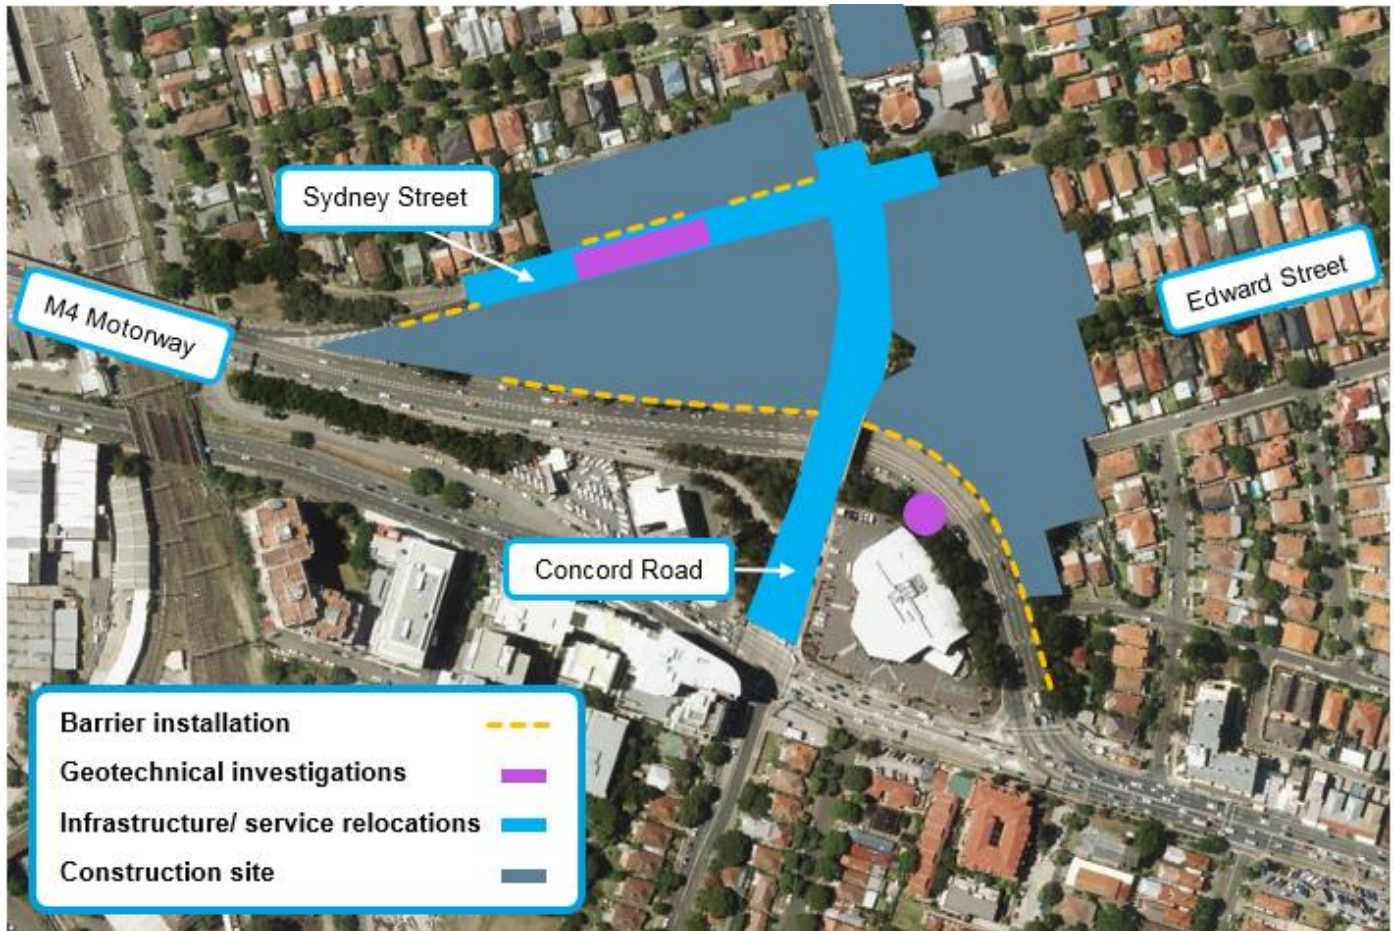 Sydney Street
M4 Motorway
Edward Street
Concord Road
Barrier installation
Geotechnical investigations
Infrastructure/ service relocations
Construction site